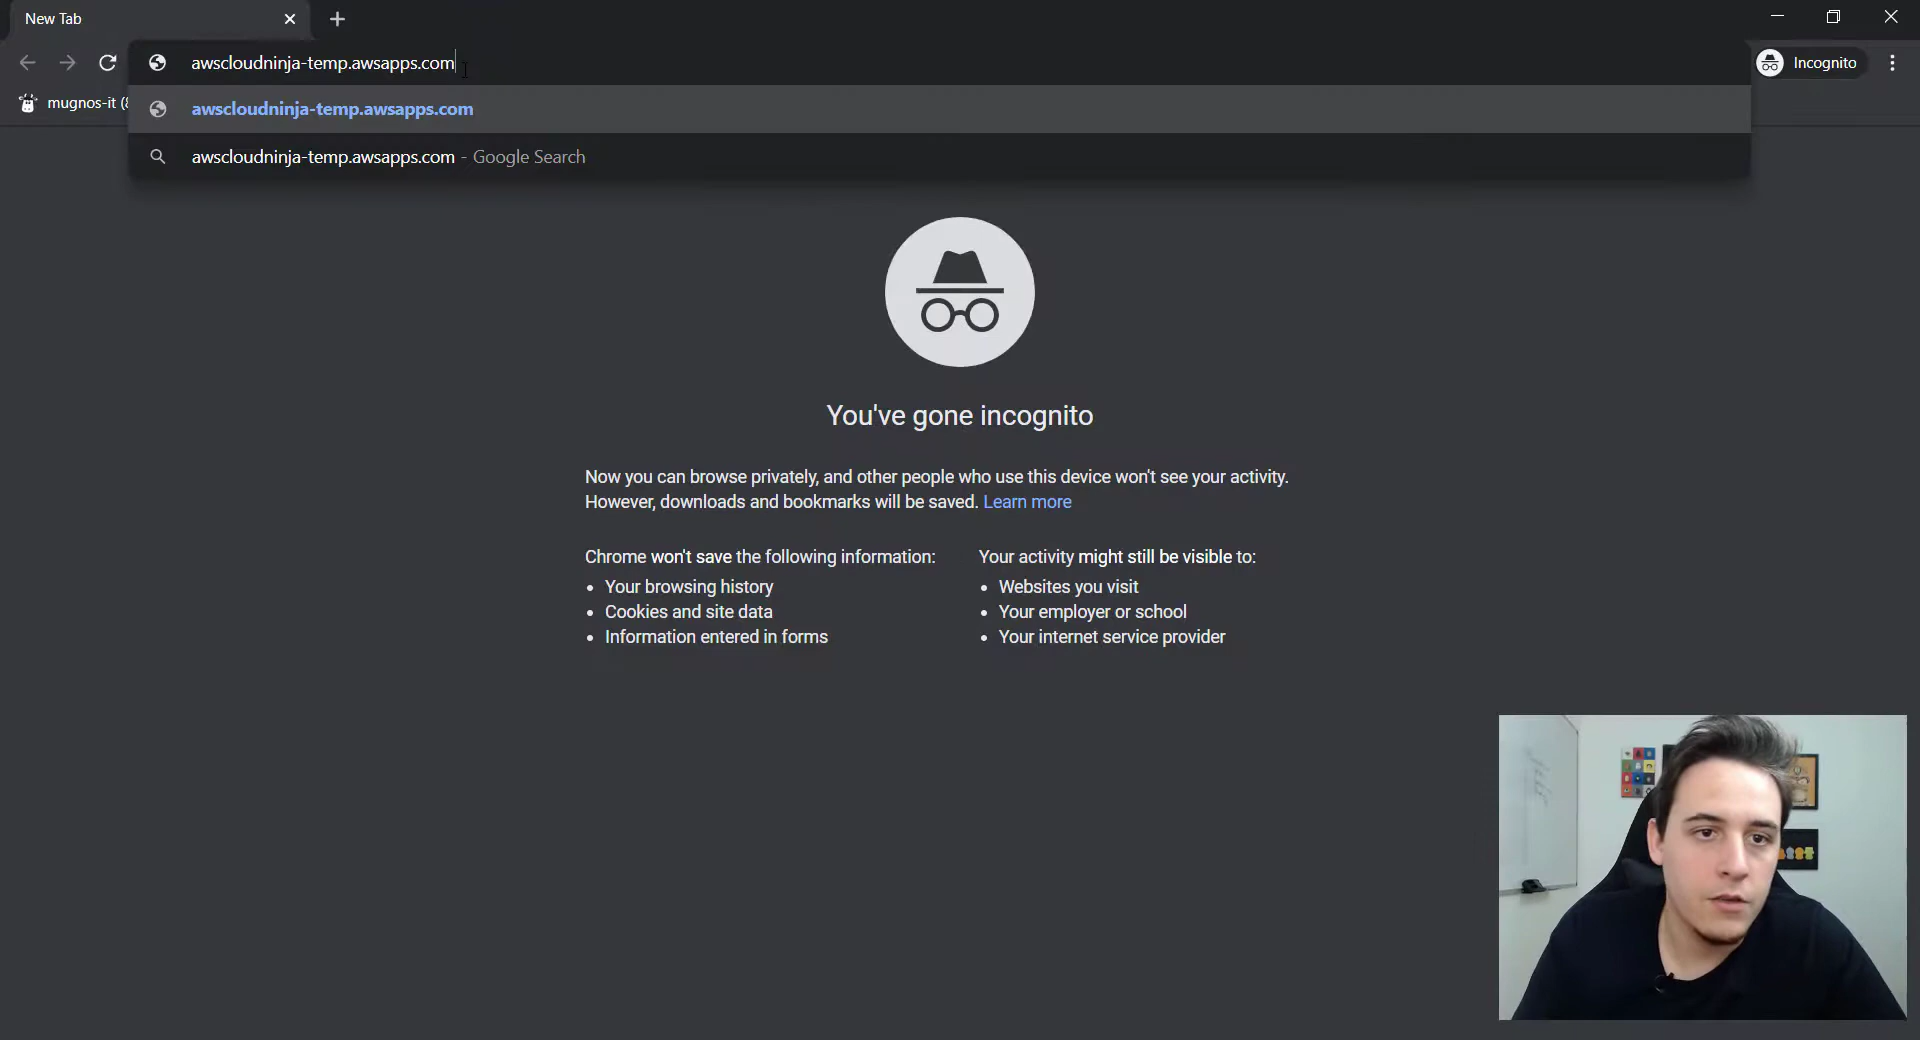 New Tab
awscloudninja-temp.awsapps.com
Incognito
mugnos-it (8
awscloudninja-temp.awsapps.com
awscloudninja-temp.awsapps.com - Google Search
You've gone incognito
Now you can browse privately, and other people who use this device won't see your activity.
However, downloads and bookmarks will be saved. Learn more
Chrome won't save the following information:
• Your browsing history
• Cookies and site data
• Information entered in forms
Your activity might still be visible to:
• Websites you visit
• Your employer or school
• Your internet service provider